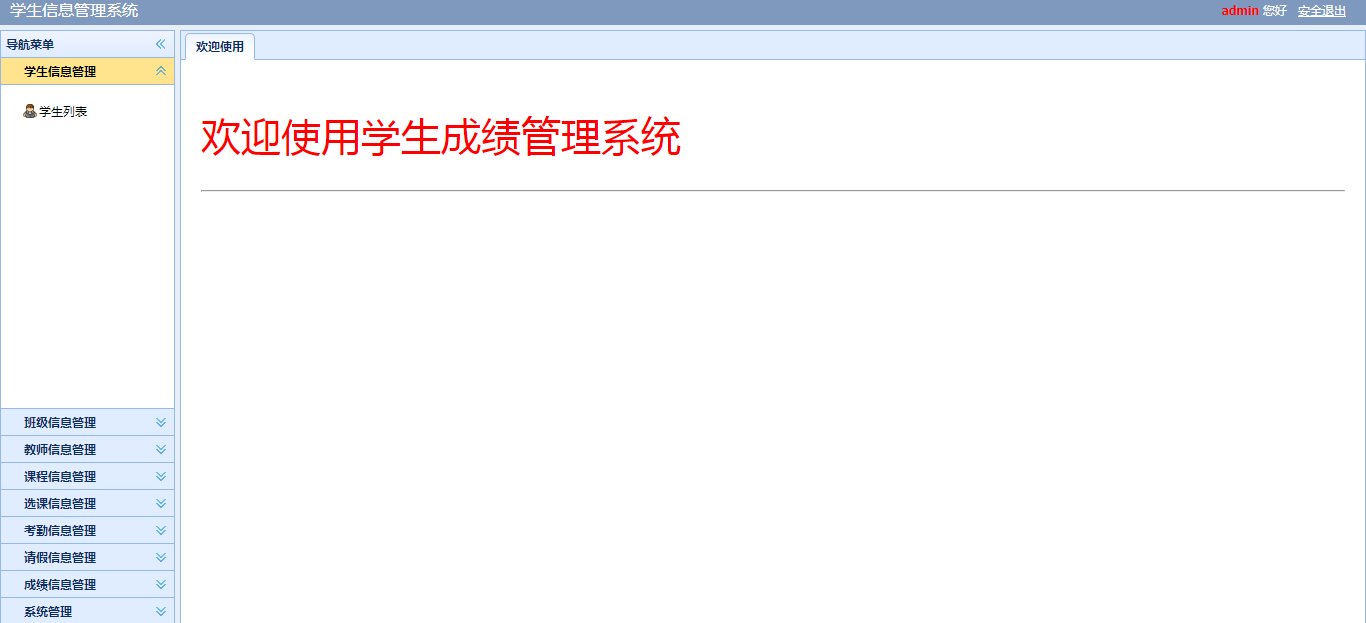 学生信息管理系统
admin 您好 安全退出
导航菜单
欢迎使用
学生信息管理
学生列表
欢迎使用学生成绩管理系统
班级信息管理
教师信息管理
课程信息管理
选课信息管理
考勤信息管理
请假信息管理
成绩信息管理
系统管理